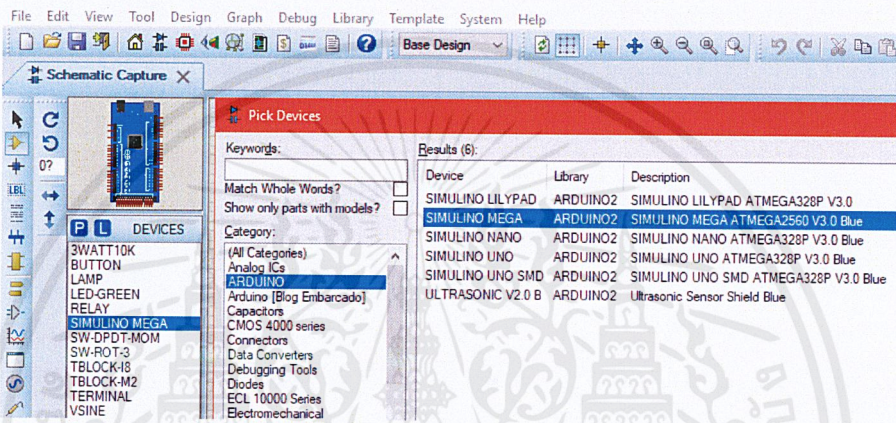 File Edit View Tool Design Graph Debug Library Template System Help
Base Design
Schematic Capture
Pick Devices
Keywords:
Match Whole Words?
Show only parts with models?
Category:
(All Categories)
Analog ICs
ARDUINO
Arduino [Blog Embarcado]
Capacitors
CMOS 4000 series
Connectors
Data Converters
Debugging Tools
Diodes
ECL 10000 Series
Electromechanical
Results (6):
Device Library Description
SIMULINO LILYPAD ARDUINO2 SIMULINO LILYPAD ATMEGA328P V3.0
SIMULINO MEGA ARDUINO2 SIMULINO MEGA ATMEGA2560 V3.0 Blue
SIMULINO NANO ARDUINO2 SIMULINO NANO ATMEGA328P V3.0 Blue
SIMULINO UNO ARDUINO2 SIMULINO UNO ATMEGA328P V3.0 Blue
SIMULINO UNO SMD ARDUINO2 SIMULINO UNO SMD ATMEGA328P V3.0 Blue
ULTRASONIC V2.0 B ARDUINO2 Ultrasonic Sensor Shield Blue
0?
LBL
P L DEVICES
3WATT10K
BUTTON
LAMP
LED-GREEN
RELAY
SIMULINO MEGA
SW-DPDT-MOM
SW-ROT-3
TBLOCK-I8
TBLOCK-M2
TERMINAL
VSINE